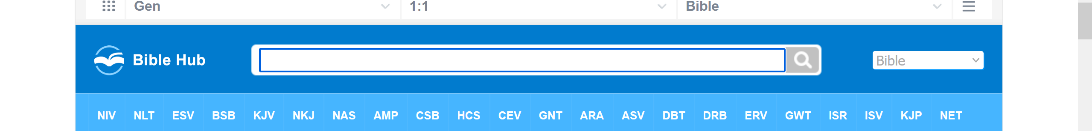 Gen 1:1 Bible
Bible Hub Bible
NIV NLT ESV BSB KJV NKJ NAS AMP CSB HCS CEV GNT ARA ASV DBT DRB ERV GWT ISR ISV KJP NET